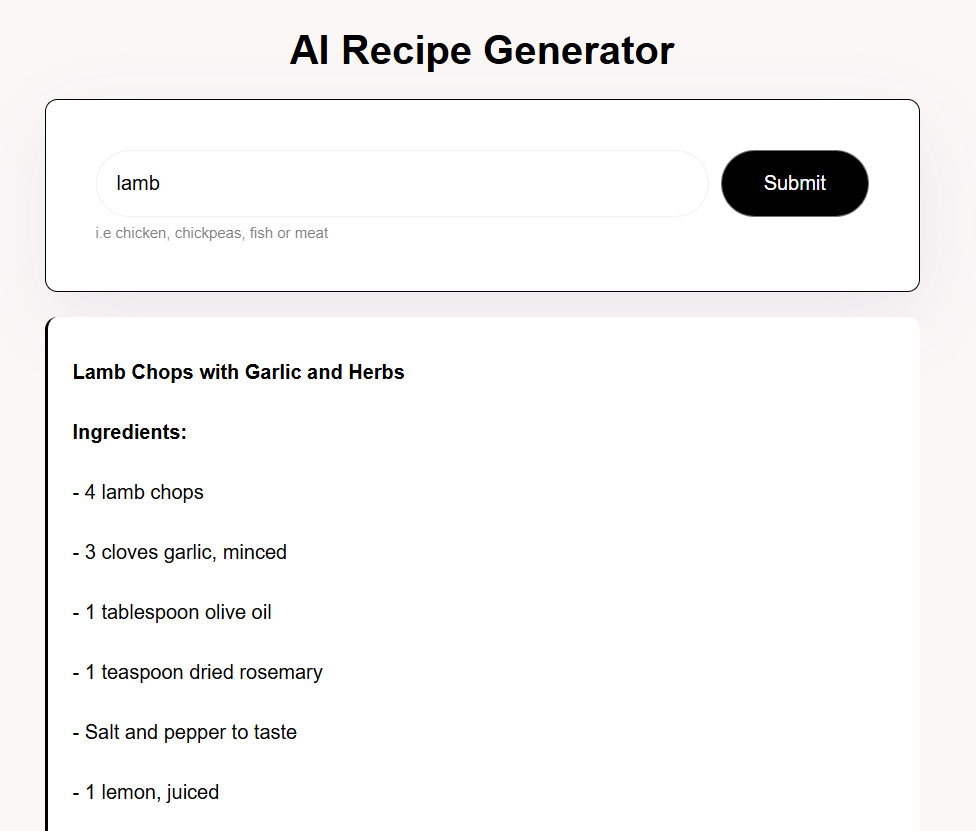 AI Recipe Generator
lamb
Submit
i.e chicken, chickpeas, fish or meat
Lamb Chops with Garlic and Herbs
Ingredients:
- 4 lamb chops
- 3 cloves garlic, minced
- 1 tablespoon olive oil
- 1 teaspoon dried rosemary
- Salt and pepper to taste
- 1 lemon, juiced